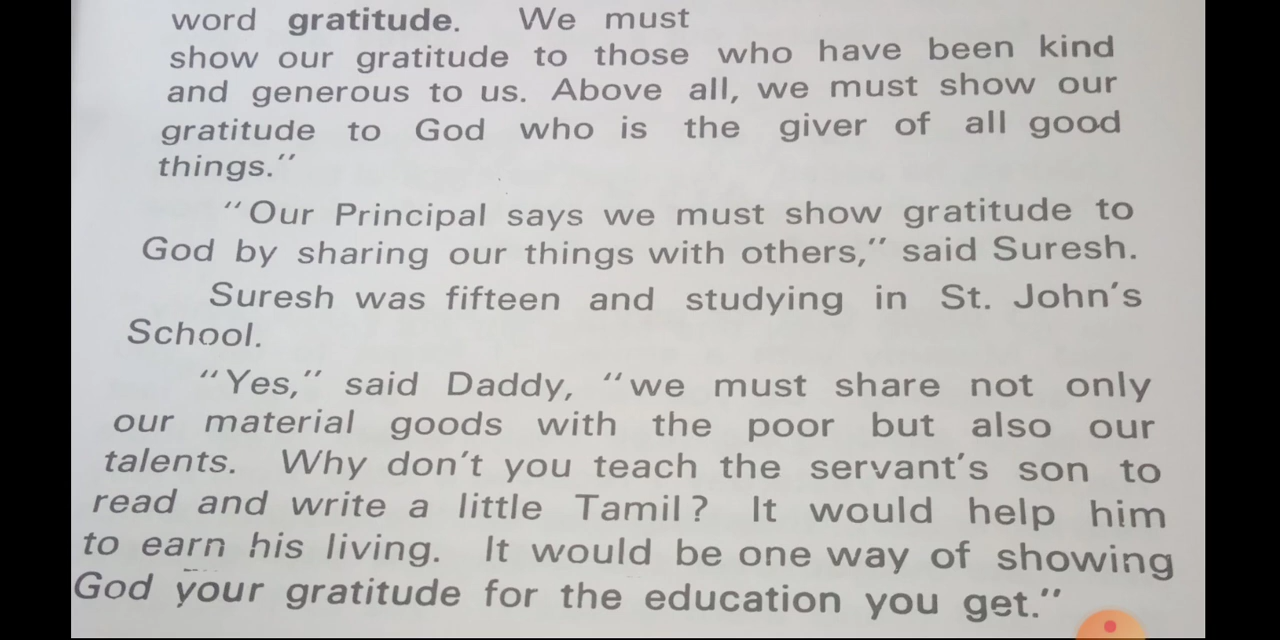 word gratitude. We must
show our gratitude to those who have been kind
and generous to us. Above all, we must show our
gratitude to God who is the giver of all good
things.”
“Our Principal says we must show gratitude to
God by sharing our things with others,” said Suresh.
Suresh was fifteen and studying in St. John’s
School.
“Yes,” said Daddy, “we must share not only
our material goods with the poor but also our
talents. Why don’t you teach the servant’s son to
read and write a little Tamil? It would help him
to earn his living. It would be one way of showing
God your gratitude for the education you get.”